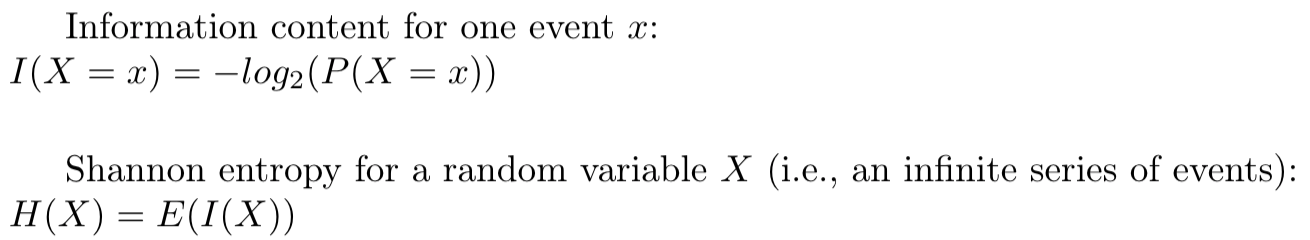 Information content for one event x:
I(X = x) = −log₂(P(X = x))
Shannon entropy for a random variable X (i.e., an infinite series of events):
H(X) = E(I(X))